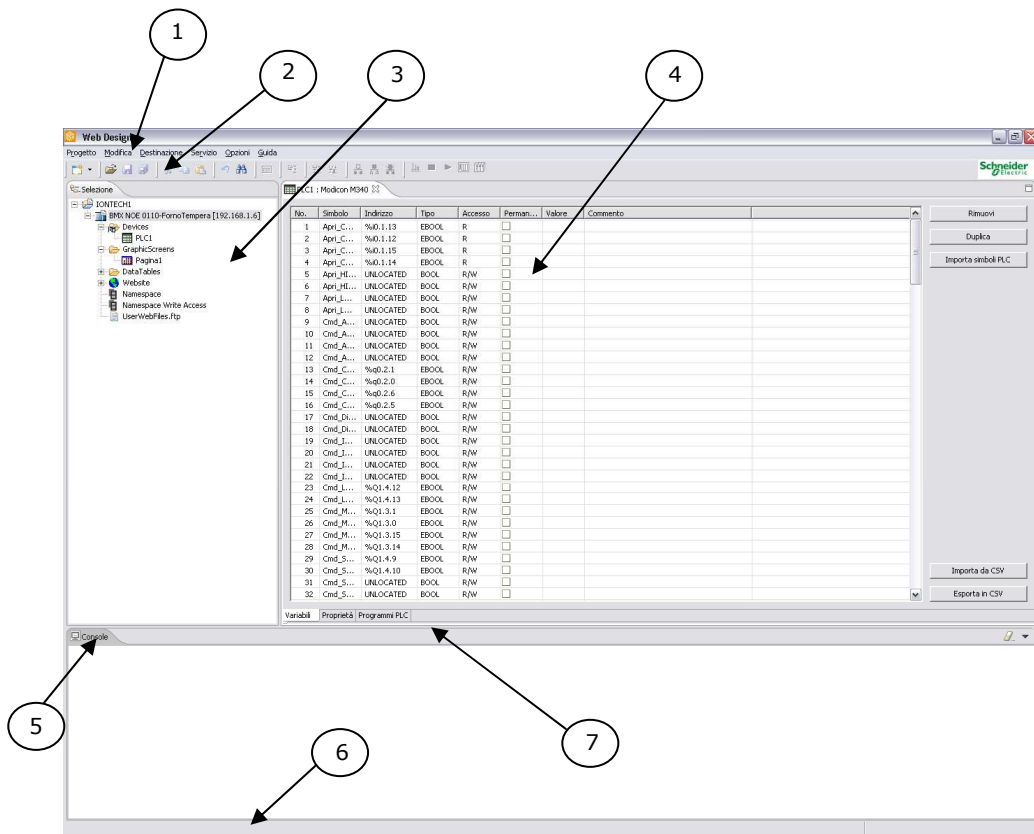 1
2
3
4
Web Design
Progetto Modifica Destinazione Servizio Opzioni Guida
Schneider Electric
Selezione
PLC1 : Modicon M340
IONTECH1
BMX NOE 0110-FornoTempera [192.168.1.6]
Devices
PLC1
GraphicScreens
Pagina1
DataTables
Website
Namespace
Namespace Write Access
UserWebFiles.ftp
No. Simbolo Indirizzo Tipo Accesso Perman... Valore Commento
1 Apri_C... %i0.1.13 EBOOL R
2 Apri_C... %i0.1.12 EBOOL R
3 Apri_C... %i0.1.15 EBOOL R
4 Apri_C... %i0.1.14 EBOOL R
5 Apri_HI... UNLOCATED BOOL R/W
6 Apri_HI... UNLOCATED BOOL R/W
7 Apri_L... UNLOCATED BOOL R/W
8 Apri_L... UNLOCATED BOOL R/W
9 Cmd_A... UNLOCATED BOOL R/W
10 Cmd_A... UNLOCATED BOOL R/W
11 Cmd_A... UNLOCATED BOOL R/W
12 Cmd_A... UNLOCATED BOOL R/W
13 Cmd_C... %q0.2.1 EBOOL R/W
14 Cmd_C... %q0.2.0 EBOOL R/W
15 Cmd_C... %q0.2.6 EBOOL R/W
16 Cmd_C... %q0.2.5 EBOOL R/W
17 Cmd_Di... UNLOCATED BOOL R/W
18 Cmd_Di... UNLOCATED BOOL R/W
19 Cmd_I... UNLOCATED BOOL R/W
20 Cmd_I... UNLOCATED BOOL R/W
21 Cmd_I... UNLOCATED BOOL R/W
22 Cmd_I... UNLOCATED BOOL R/W
23 Cmd_L... %Q1.4.12 EBOOL R/W
24 Cmd_L... %Q1.4.13 EBOOL R/W
25 Cmd_M... %Q1.3.1 EBOOL R/W
26 Cmd_M... %Q1.3.0 EBOOL R/W
27 Cmd_M... %Q1.3.15 EBOOL R/W
28 Cmd_M... %Q1.3.14 EBOOL R/W
29 Cmd_S... %Q1.4.9 EBOOL R/W
30 Cmd_S... %Q1.4.10 EBOOL R/W
31 Cmd_S... UNLOCATED BOOL R/W
32 Cmd_S... UNLOCATED BOOL R/W
Rimuovi
Duplica
Importa simboli PLC
Importa da CSV
Esporta in CSV
Variabili Proprietà Programmi PLC
Console
5
6
7